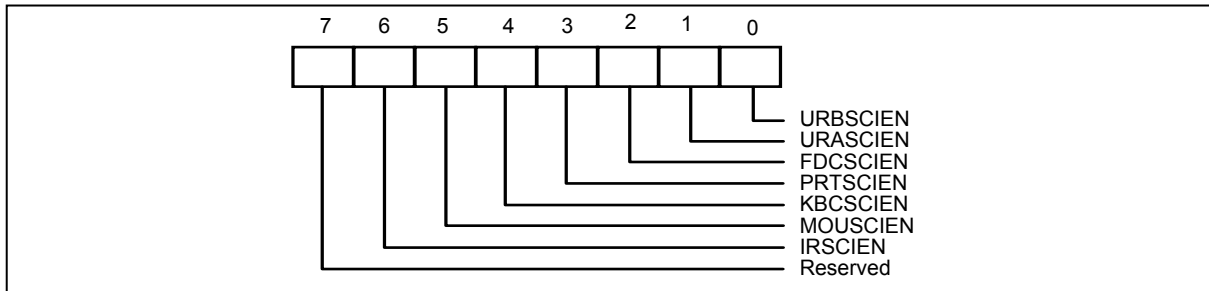 7 6 5 4 3 2 1 0
URBSCIEN
URASCIEN
FDCSCIEN
PRTSCIEN
KBCSCIEN
MOUSCIEN
IRSCIEN
Reserved